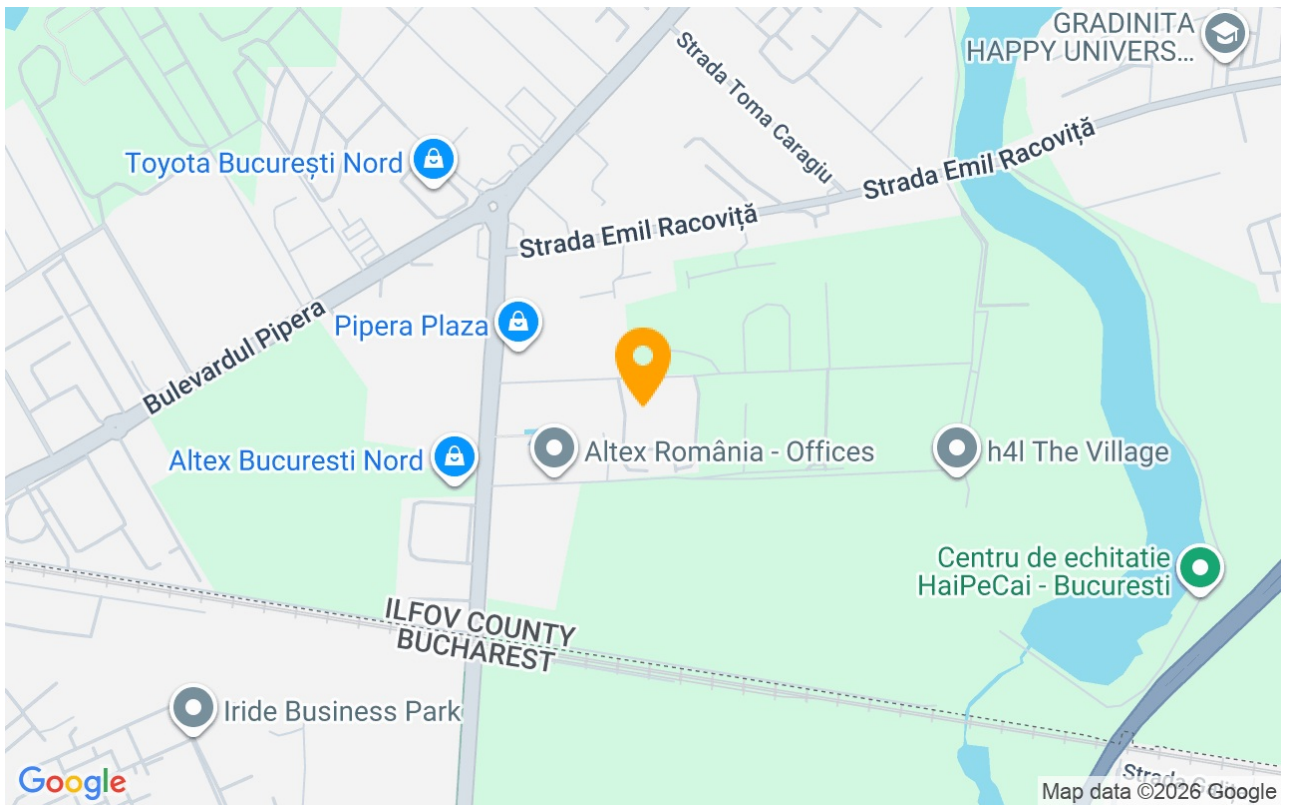 GRADINITA
HAPPY UNIVERS...
Strada Toma Caragiu
Toyota București Nord
Strada Emil Racoviță
Strada Emil Racoviță
Bulevardul Pipera
Pipera Plaza
Altex Bucuresti Nord
Altex România - Offices
h4l The Village
Centru de echitatie
HaiPeCai - Bucuresti
ILFOV COUNTY
BUCHAREST
Iride Business Park
Google
Strada
Map data ©2026 Google